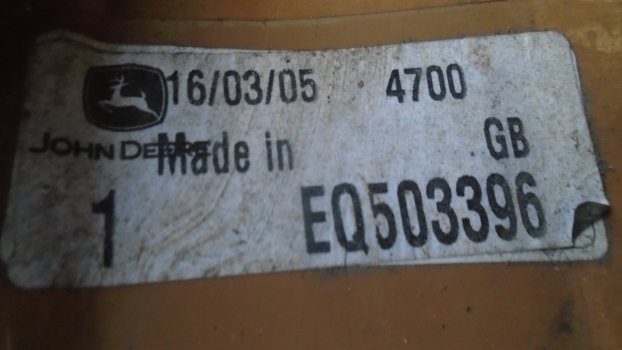 16/03/05 4700
JOHN DEERE Made in GB
1 EQ503396